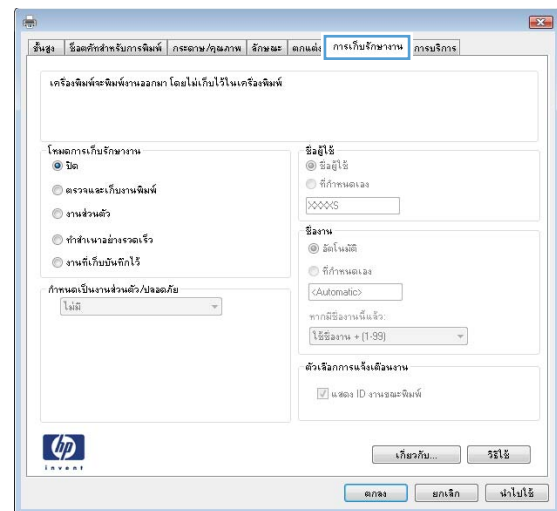 ขั้นสูง ช็อตคัทสำหรับการพิมพ์ กระดาษ/คุณภาพ ลักษณะ ตกแต่ง การเก็บรักษางาน การบริการ
เครื่องพิมพ์จะพิมพ์งานออกมา โดยไม่เก็บไว้ในเครื่องพิมพ์
โหมดการเก็บรักษางาน
ปิด
ตรวจและเก็บงานพิมพ์
งานส่วนตัว
ทำสำเนาอย่างรวดเร็ว
งานที่เก็บบันทึกไว้
กำหนดเป็นงานส่วนตัว/ปลอดภัย
ไม่มี
ชื่อผู้ใช้
ชื่อผู้ใช้
ที่กำหนดเอง
XXXXS
ชื่องาน
อัตโนมัติ
ที่กำหนดเอง
<Automatic>
หากมีชื่องานนี้แล้ว:
ใช้ชื่องาน + (1-99)
ตัวเลือกการแจ้งเตือนงาน
แสดง ID งานขณะพิมพ์
hp
invent
เกี่ยวกับ... วิธีใช้
ตกลง ยกเลิก นำไปใช้